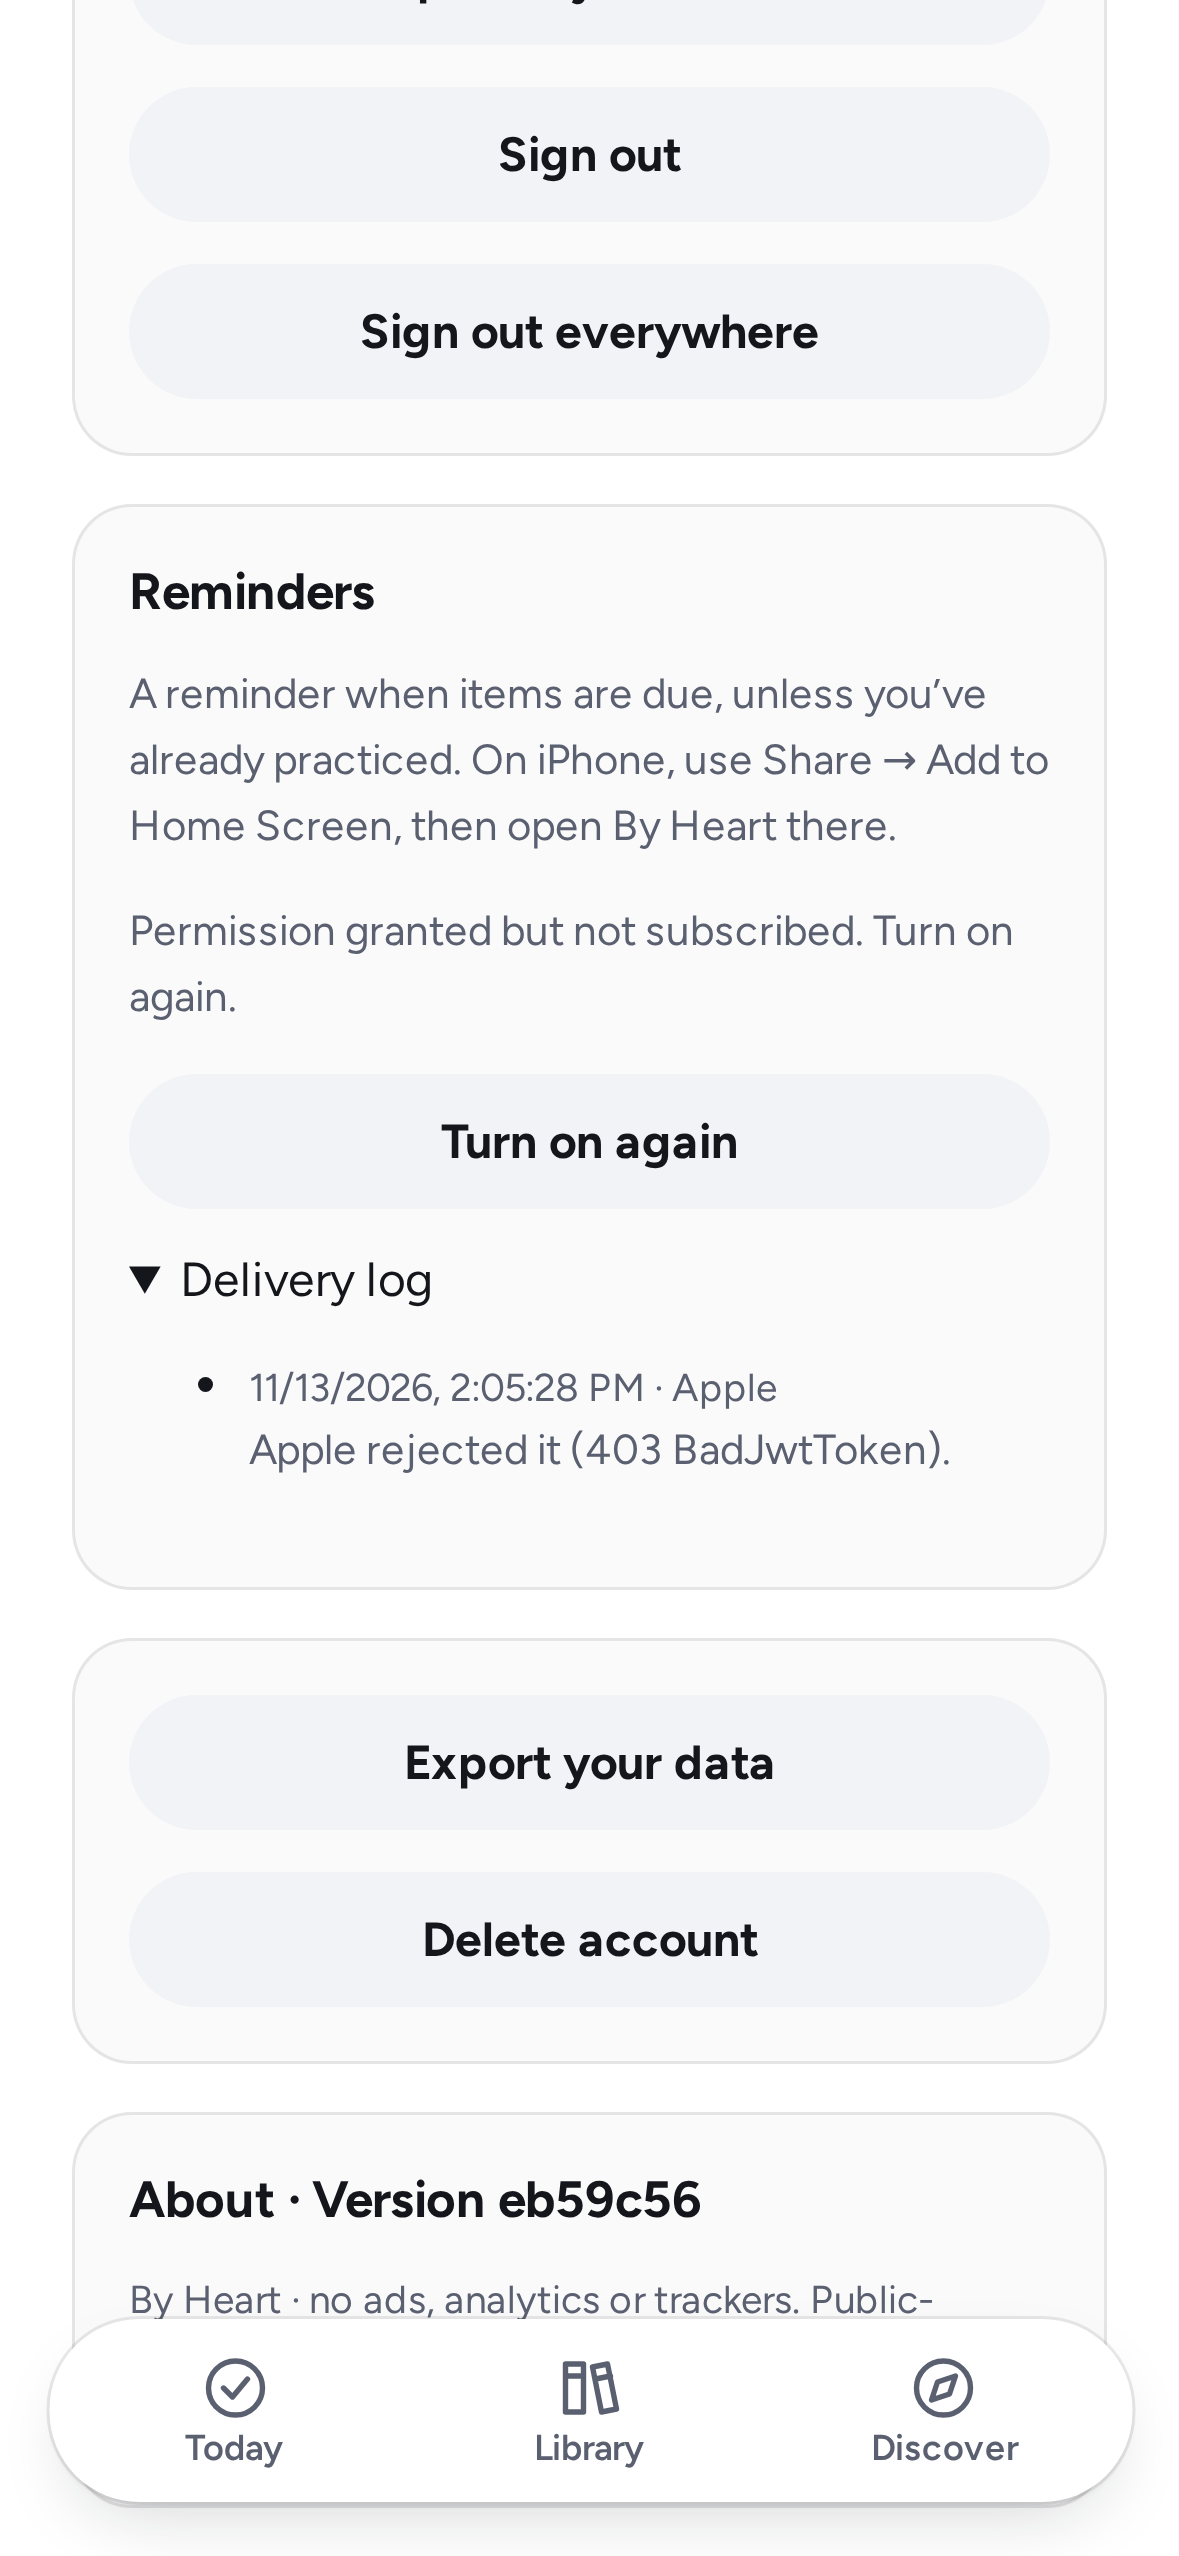 Sign out
Sign out everywhere
Reminders
A reminder when items are due, unless you’ve
already practiced. On iPhone, use Share → Add to
Home Screen, then open By Heart there.
Permission granted but not subscribed. Turn on
again.
Turn on again
▼ Delivery log
• 11/13/2026, 2:05:28 PM · Apple
Apple rejected it (403 BadJwtToken).
Export your data
Delete account
About · Version eb59c56
By Heart · no ads, analytics or trackers. Public-
Today
Library
Discover